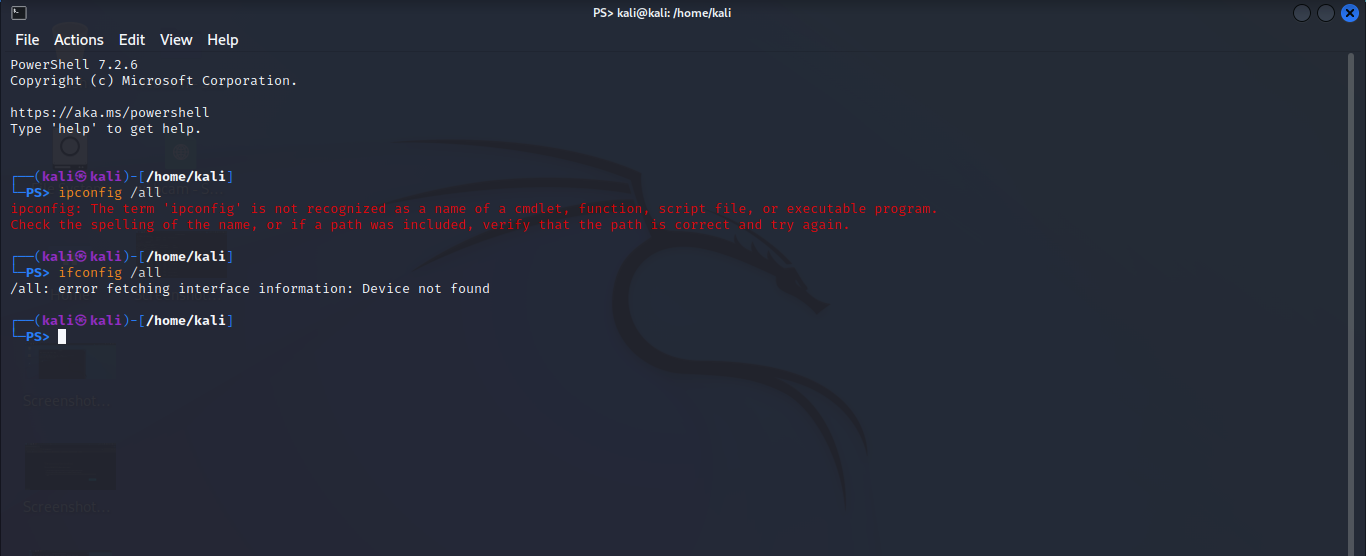 PS> kali@kali: /home/kali
File Actions Edit View Help
PowerShell 7.2.6
Copyright (c) Microsoft Corporation.
https://aka.ms/powershell
Type 'help' to get help.
┌──(kali㉿kali)-[/home/kali]
└─PS> ipconfig /all
ipconfig: The term 'ipconfig' is not recognized as a name of a cmdlet, function, script file, or executable program.
Check the spelling of the name, or if a path was included, verify that the path is correct and try again.
┌──(kali㉿kali)-[/home/kali]
└─PS> ifconfig /all
/all: error fetching interface information: Device not found
┌──(kali㉿kali)-[/home/kali]
└─PS>
Screenshot...
Screenshot...